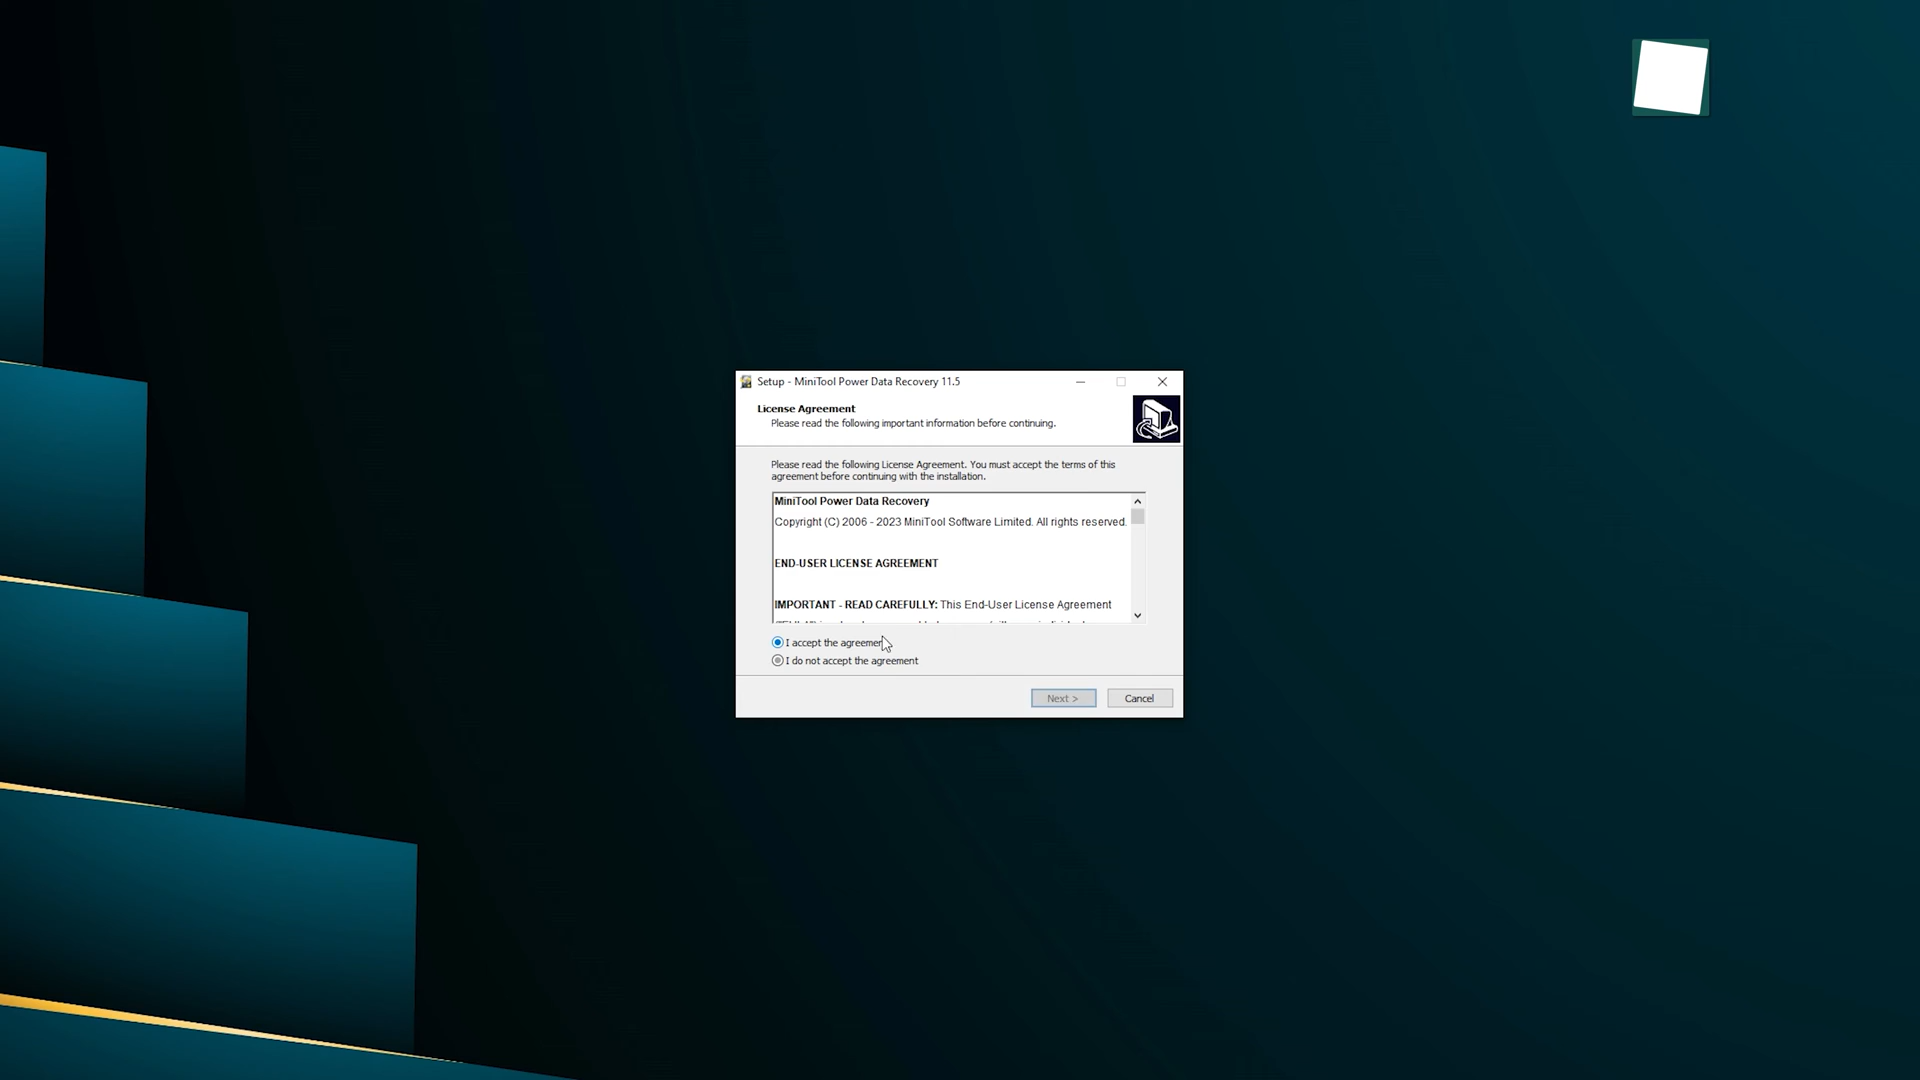 Setup - MiniTool Power Data Recovery 11.5
License Agreement
Please read the following important information before continuing.
Please read the following License Agreement. You must accept the terms of this
agreement before continuing with the installation.
MiniTool Power Data Recovery
Copyright (C) 2006 - 2023 MiniTool Software Limited. All rights reserved.
END-USER LICENSE AGREEMENT
IMPORTANT - READ CAREFULLY: This End-User License Agreement
I accept the agreement
I do not accept the agreement
Next >
Cancel